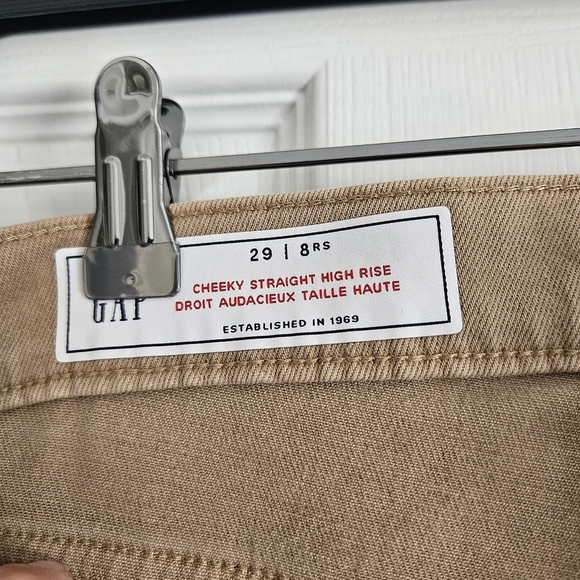 29 | 8RS
CHEEKY STRAIGHT HIGH RISE
DROIT AUDACIEUX TAILLE HAUTE
GAP
ESTABLISHED IN 1969